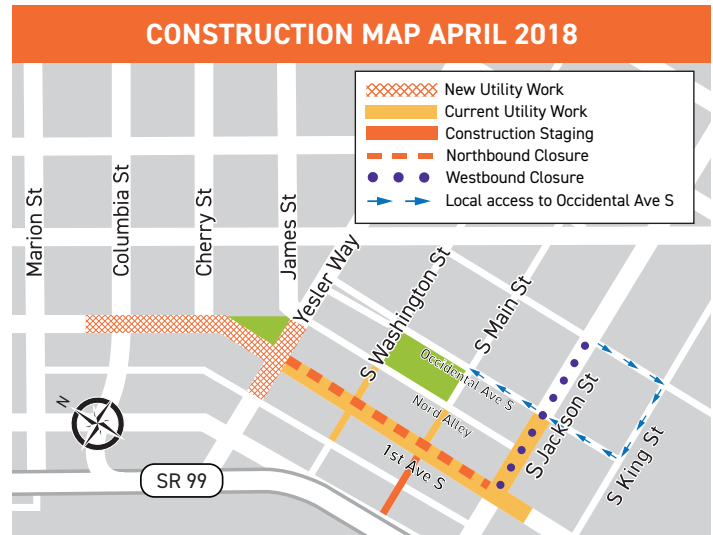 CONSTRUCTION MAP APRIL 2018
New Utility Work
Current Utility Work
Construction Staging
Northbound Closure
Westbound Closure
Local access to Occidental Ave S
Marion St
Columbia St
Cherry St
James St
Yesler Way
S Washington St
S Main St
Occidental Ave S
Nord Alley
S Jackson St
S King St
1st Ave S
N
SR 99